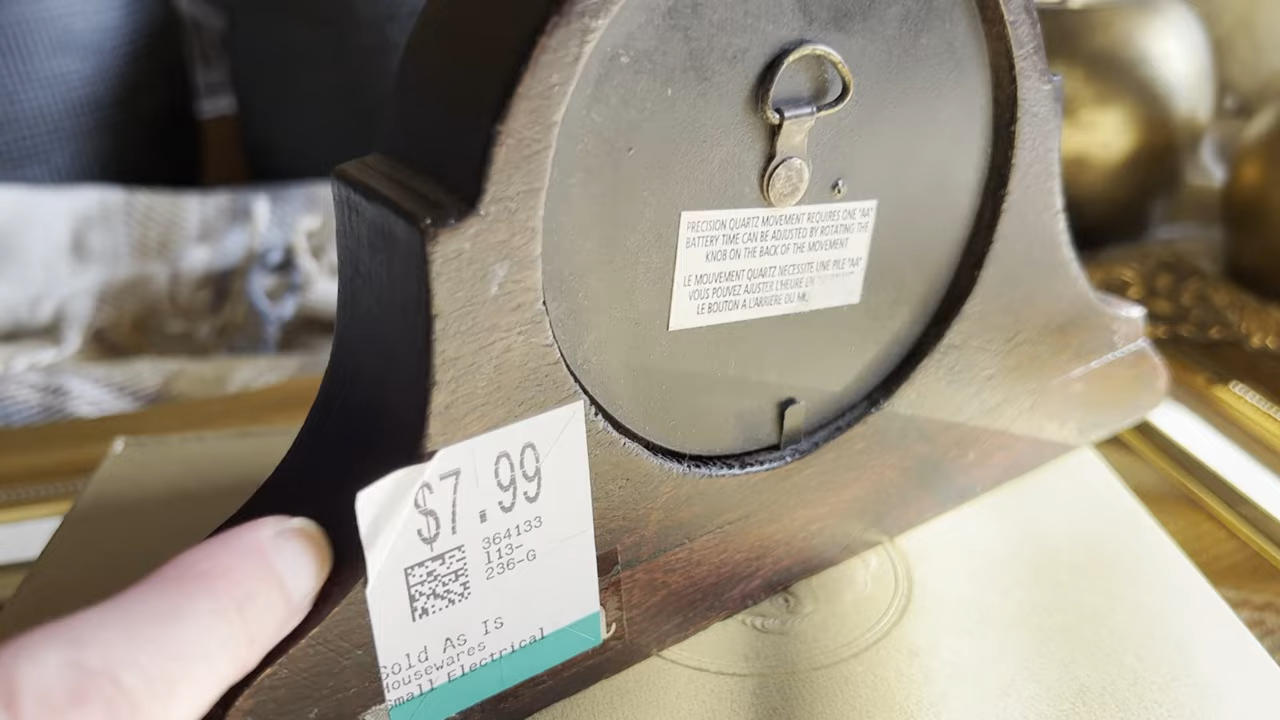 PRECISION QUARTZ MOVEMENT REQUIRES ONE "AA"
BATTERY TIME CAN BE ADJUSTED BY ROTATING THE
KNOB ON THE BACK OF THE MOVEMENT
LE MOUVEMENT QUARTZ NECESSITE UNE PILE "AA"
VOUS POUVEZ AJUSTER L'HEURE EN
LE BOUTON A L'ARRIERE DU
$7.99
364133
113-
236-G
Sold As Is
Housewares
Small Electrical